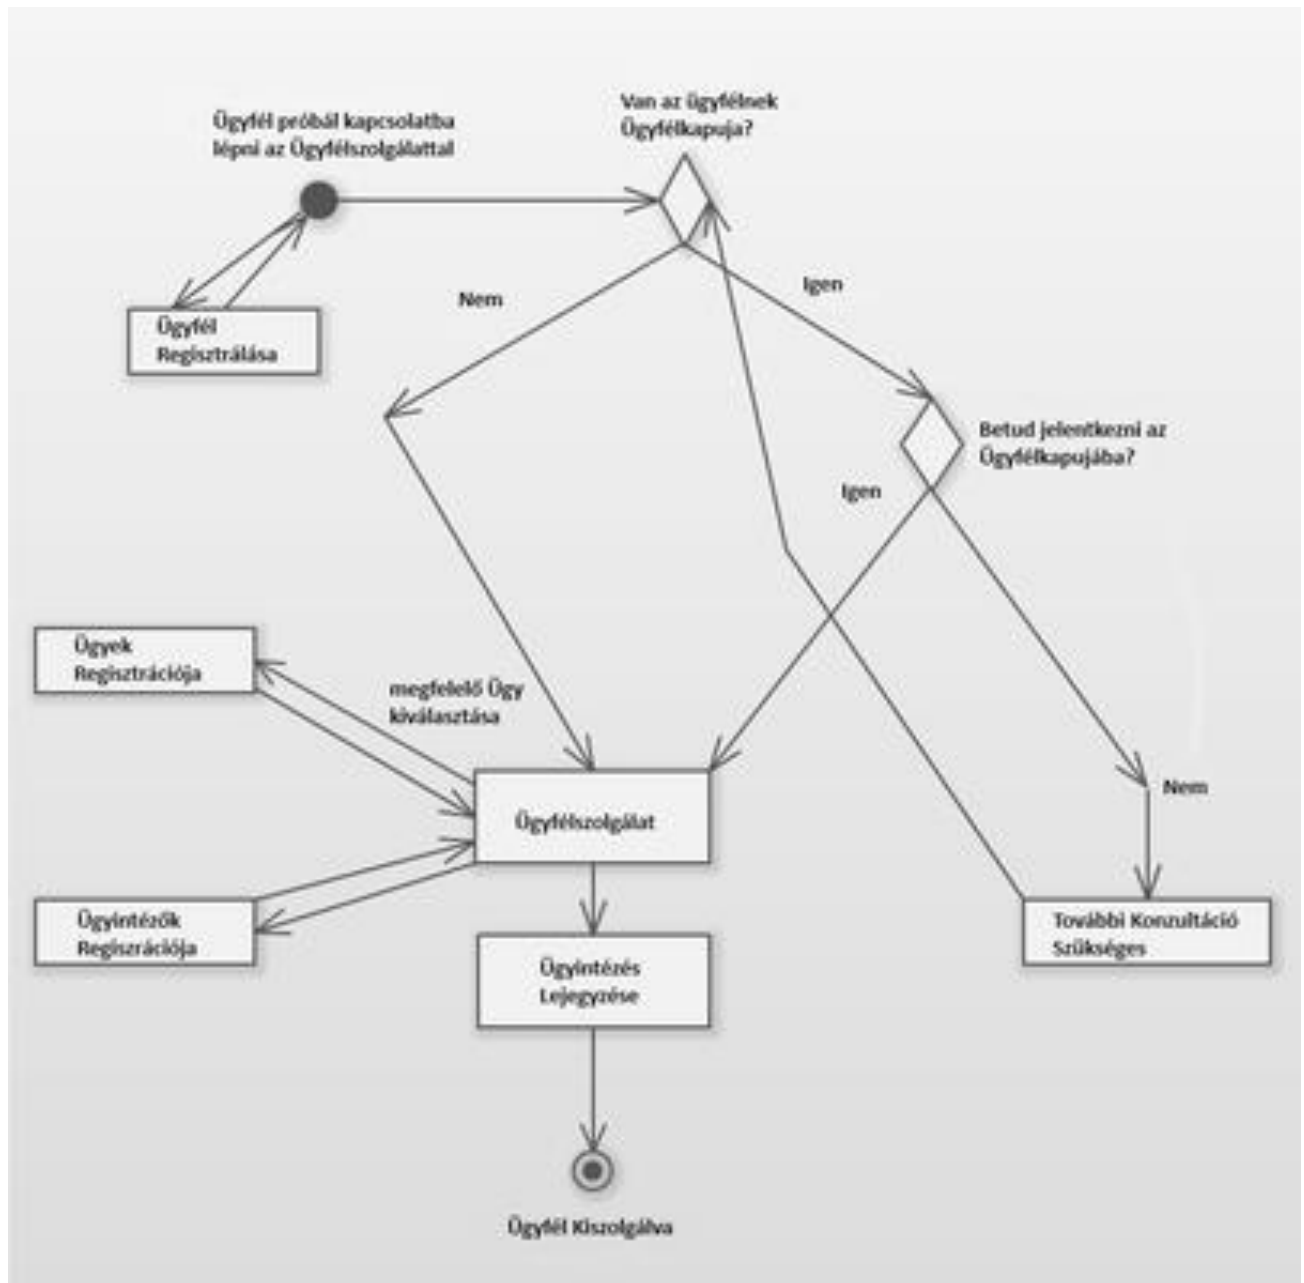 Ügyfél próbál kapcsolatba
lépni az Ügyfélszolgálattal
Van az ügyfélnek
Ügyfélkapuja?
Nem
Igen
Ügyfél
Regisztrálása
Betud jelentkezni az
Ügyfélkapujába?
Igen
Ügyek
Regisztrációja
megfelelő Ügy
kiválasztása
Nem
Ügyfélszolgálat
Ügyintézők
Regiszrációja
További Konzultáció
Szükséges
Ügyintézés
Lejegyzése
Ügyfél Kiszolgálva